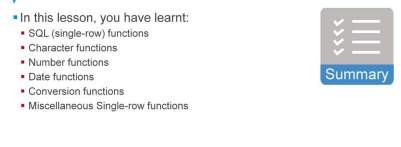 In this lesson, you have learnt:
SQL (single-row) functions
Character functions
Number functions
Date functions
Conversion functions
Miscellaneous Single-row functions
Summary